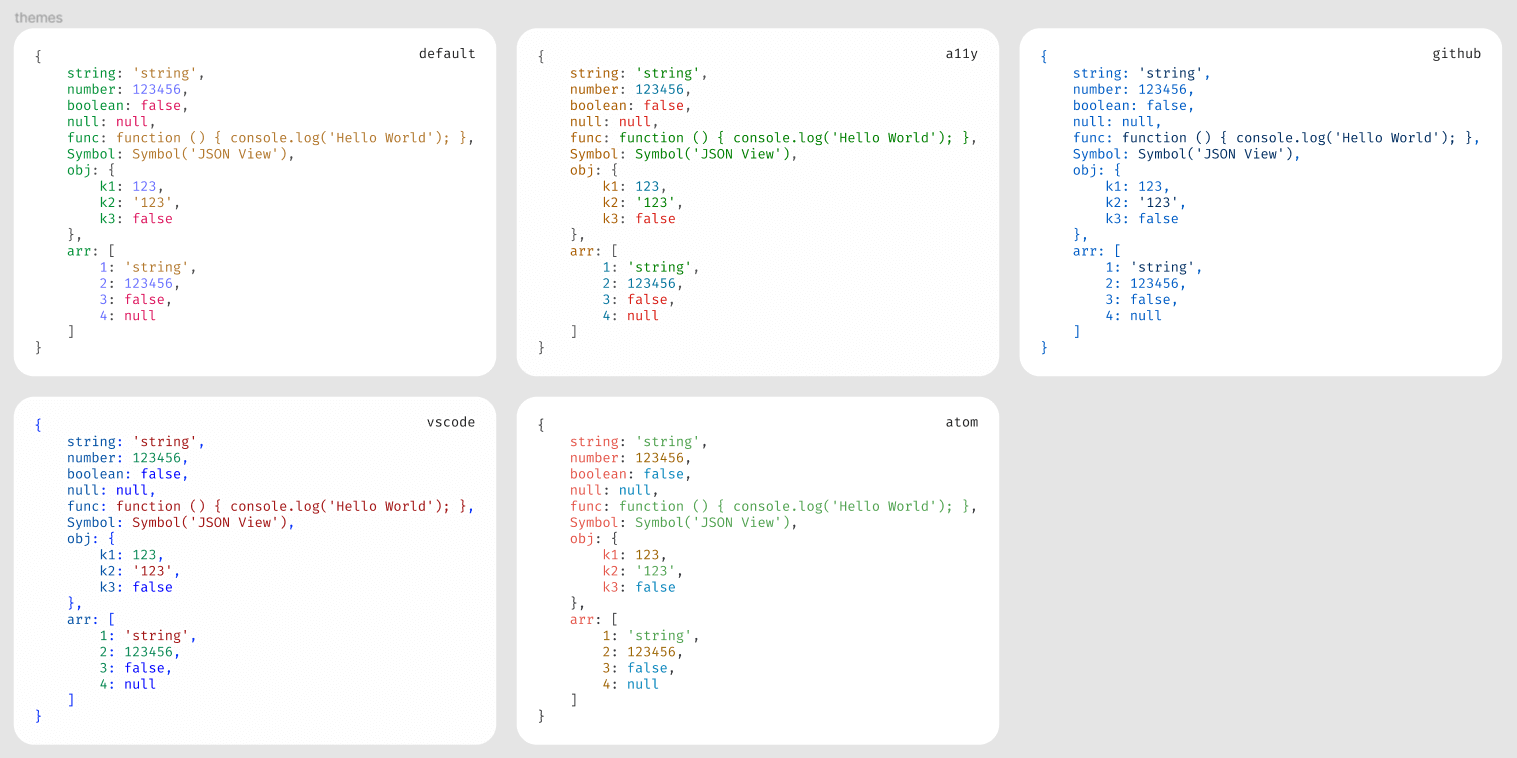 themes
default
{
    string: 'string',
    number: 123456,
    boolean: false,
    null: null,
    func: function () { console.log('Hello World'); },
    Symbol: Symbol('JSON View'),
    obj: {
        k1: 123,
        k2: '123',
        k3: false
    },
    arr: [
        1: 'string',
        2: 123456,
        3: false,
        4: null
    ]
}
a11y
{
    string: 'string',
    number: 123456,
    boolean: false,
    null: null,
    func: function () { console.log('Hello World'); },
    Symbol: Symbol('JSON View'),
    obj: {
        k1: 123,
        k2: '123',
        k3: false
    },
    arr: [
        1: 'string',
        2: 123456,
        3: false,
        4: null
    ]
}
github
{
    string: 'string',
    number: 123456,
    boolean: false,
    null: null,
    func: function () { console.log('Hello World'); },
    Symbol: Symbol('JSON View'),
    obj: {
        k1: 123,
        k2: '123',
        k3: false
    },
    arr: [
        1: 'string',
        2: 123456,
        3: false,
        4: null
    ]
}
vscode
{
    string: 'string',
    number: 123456,
    boolean: false,
    null: null,
    func: function () { console.log('Hello World'); },
    Symbol: Symbol('JSON View'),
    obj: {
        k1: 123,
        k2: '123',
        k3: false
    },
    arr: [
        1: 'string',
        2: 123456,
        3: false,
        4: null
    ]
}
atom
{
    string: 'string',
    number: 123456,
    boolean: false,
    null: null,
    func: function () { console.log('Hello World'); },
    Symbol: Symbol('JSON View'),
    obj: {
        k1: 123,
        k2: '123',
        k3: false
    },
    arr: [
        1: 'string',
        2: 123456,
        3: false,
        4: null
    ]
}